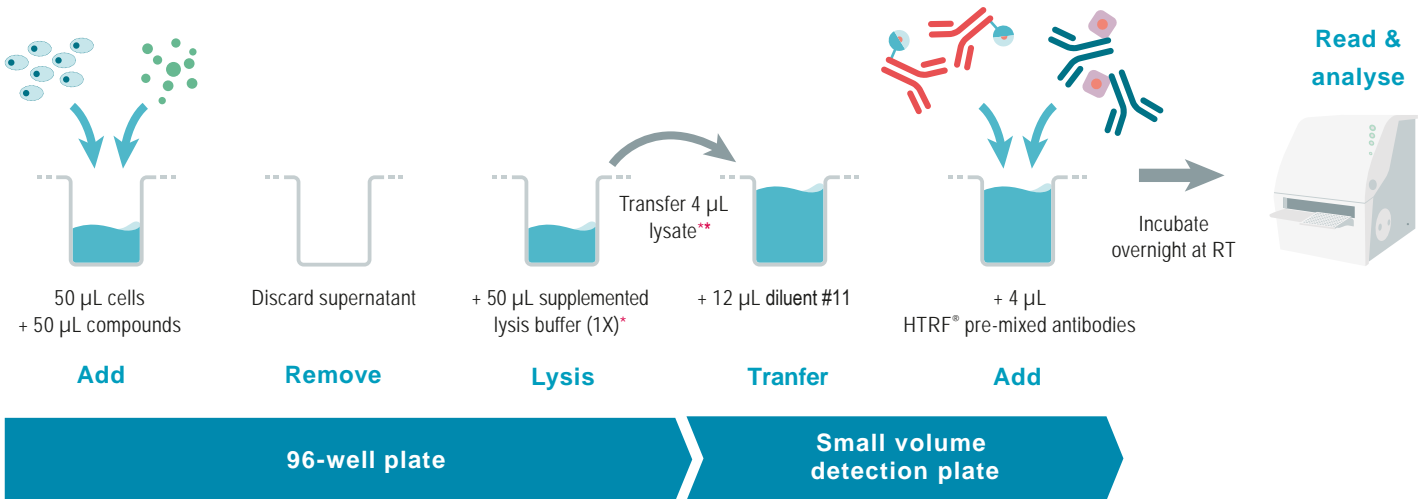 Read &
analyse
Transfer 4 µL
lysate**
Incubate
overnight at RT
50 µL cells
+ 50 µL compounds
Discard supernatant
+ 50 µL supplemented
lysis buffer (1X)*
+ 12 µL diluent #11
+ 4 µL
HTRF® pre-mixed antibodies
Add
Remove
Lysis
Tranfer
Add
96-well plate
Small volume
detection plate